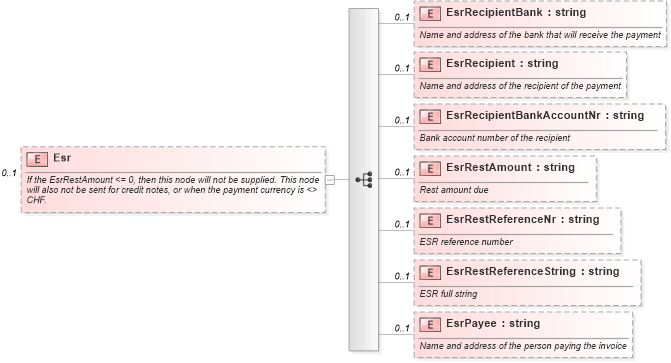 0..1
E Esr
If the EsrRestAmount <= 0, then this node will not be supplied. This node
will also not be sent for credit notes, or when the payment currency is <>
CHF.
0..1
E EsrRecipientBank : string
Name and address of the bank that will receive the payment
0..1
E EsrRecipient : string
Name and address of the recipient of the payment
0..1
E EsrRecipientBankAccountNr : string
Bank account number of the recipient
0..1
E EsrRestAmount : string
Rest amount due
0..1
E EsrRestReferenceNr : string
ESR reference number
0..1
E EsrRestReferenceString : string
ESR full string
0..1
E EsrPayee : string
Name and address of the person paying the invoice